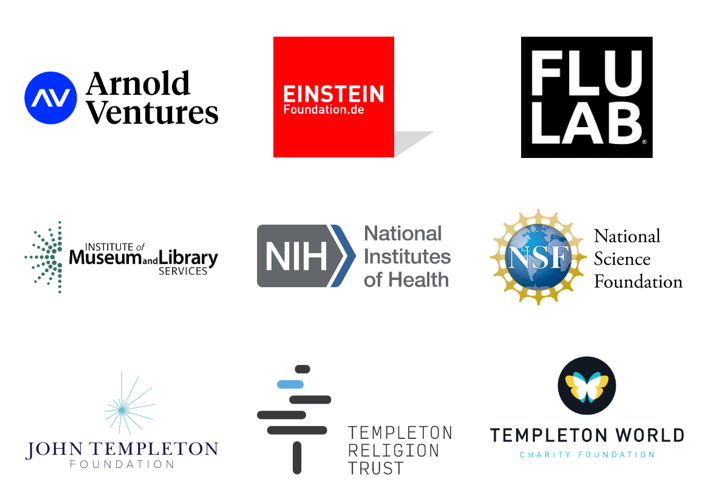 AV
Arnold
Ventures
EINSTEIN
Foundation.de
FLU
LAB®
INSTITUTE of
Museum and Library
SERVICES
NIH
National
Institutes
of Health
NSF
National
Science
Foundation
JOHN TEMPLETON
FOUNDATION
TEMPLETON
RELIGION
TRUST
TEMPLETON WORLD
CHARITY FOUNDATION